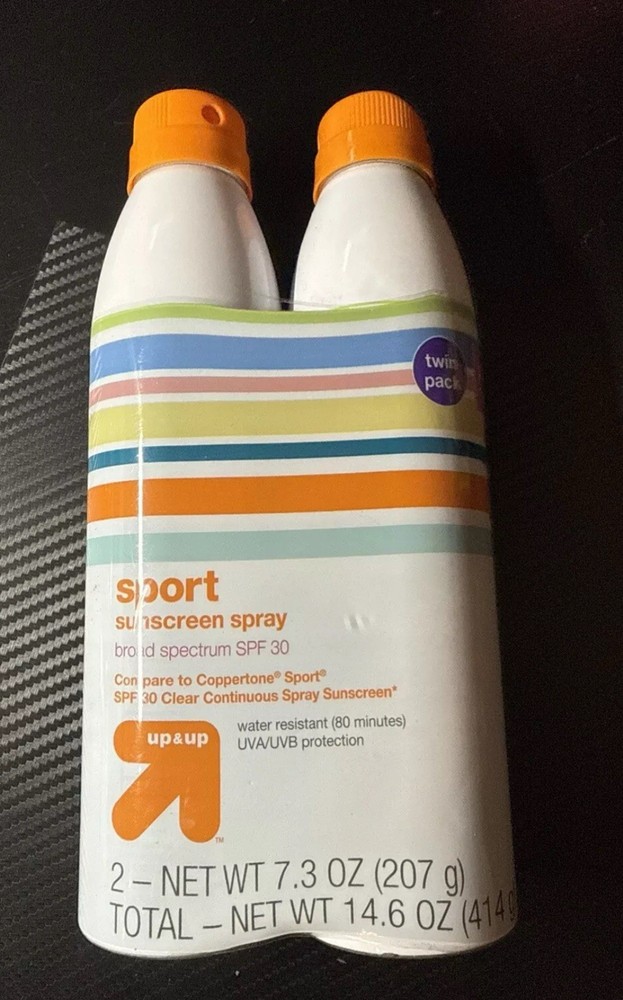 twin
pack
sport
sunscreen spray
broad spectrum SPF 30
Compare to Coppertone® Sport®
SPF 30 Clear Continuous Spray Sunscreen*
up&up
TM
water resistant (80 minutes)
UVA/UVB protection
2 – NET WT 7.3 OZ (207 g)
TOTAL – NET WT 14.6 OZ (414 g